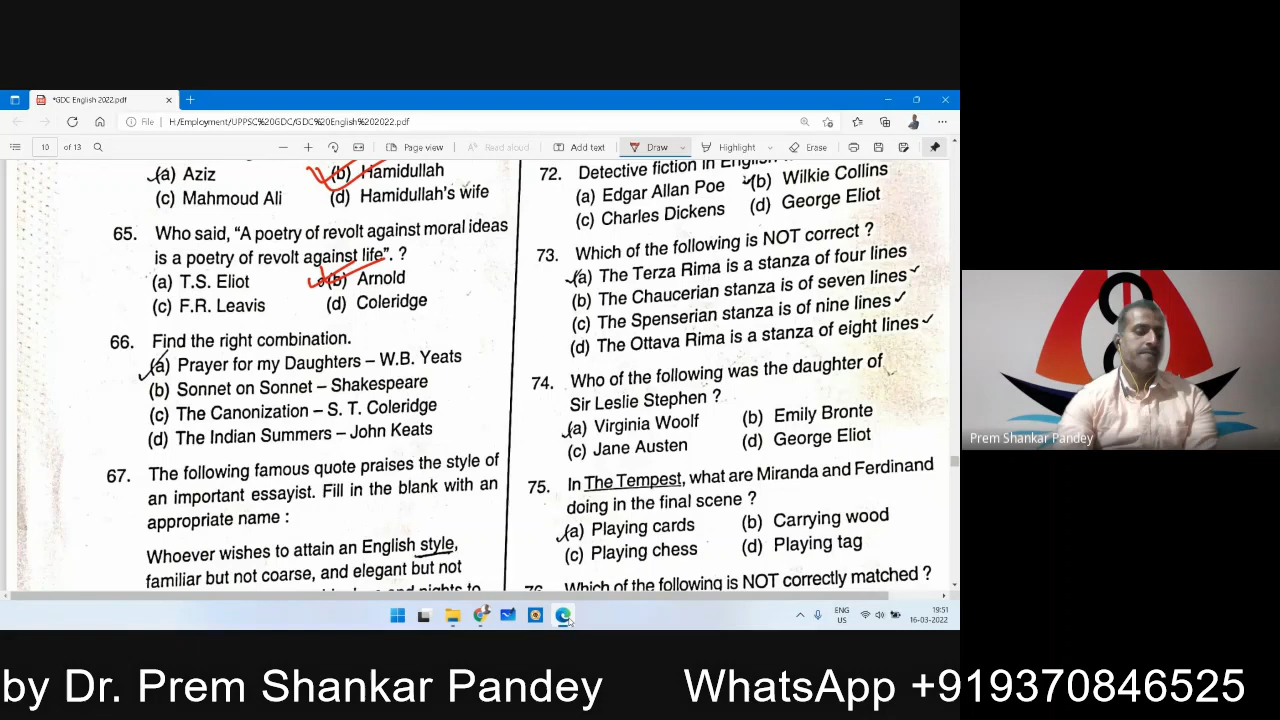 *GDC English 2022.pdf
File
H:/Employment/UPPSC%20GDC/GDC%20English%202022.pdf
10 of 13
Page view
Read aloud
Add text
Draw
Highlight
Erase
(a) Aziz (b) Hamidullah
(c) Mahmoud Ali (d) Hamidullah's wife
65. Who said, “A poetry of revolt against moral ideas
is a poetry of revolt against life”. ?
(a) T.S. Eliot (b) Arnold
(c) F.R. Leavis (d) Coleridge
66. Find the right combination.
(a) Prayer for my Daughters – W.B. Yeats
(b) Sonnet on Sonnet – Shakespeare
(c) The Canonization – S. T. Coleridge
(d) The Indian Summers – John Keats
67. The following famous quote praises the style of
an important essayist. Fill in the blank with an
appropriate name :
Whoever wishes to attain an English style,
familiar but not coarse, and elegant but not
72. Detective fiction in English
(a) Edgar Allan Poe (b) Wilkie Collins
(c) Charles Dickens (d) George Eliot
73. Which of the following is NOT correct ?
(a) The Terza Rima is a stanza of four lines
(b) The Chaucerian stanza is of seven lines
(c) The Spenserian stanza is of nine lines
(d) The Ottava Rima is a stanza of eight lines
74. Who of the following was the daughter of
Sir Leslie Stephen ?
(a) Virginia Woolf (b) Emily Bronte
(c) Jane Austen (d) George Eliot
75. In The Tempest, what are Miranda and Ferdinand
doing in the final scene ?
(a) Playing cards (b) Carrying wood
(c) Playing chess (d) Playing tag
76. Which of the following is NOT correctly matched ?
ENG
US
19:51
16-03-2022
Prem Shankar Pandey
by Dr. Prem Shankar Pandey WhatsApp +919370846525